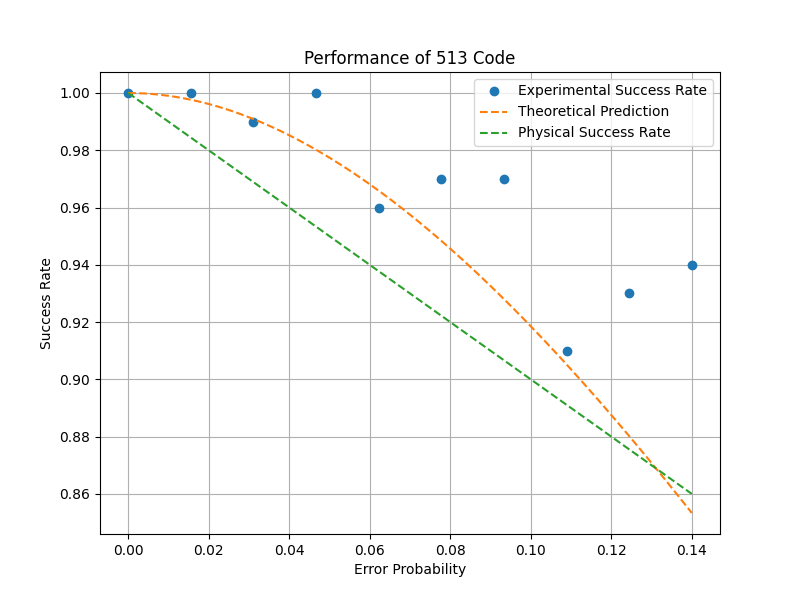 Performance of 513 Code
Experimental Success Rate
Theoretical Prediction
Physical Success Rate
1.00
0.98
0.96
0.94
0.92
0.90
0.88
0.86
Success Rate
0.00 0.02 0.04 0.06 0.08 0.10 0.12 0.14
Error Probability